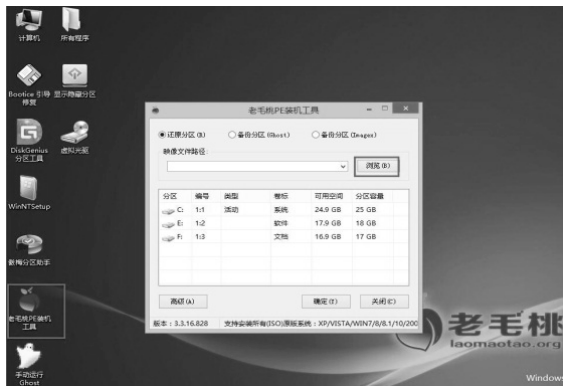 计算机
所有程序
Bootice 引导
修复
显示隐藏分区
DiskGenius
分区工具
虚拟光驱
WinNTSetup
傲梅分区助手
老毛桃PE装机
工具
手动运行
Ghost
老毛桃PE装机工具
还原分区 (R)
备份分区 (Ghost)
备份分区 (Imagex)
映像文件路径:
浏览 (B)
分区 编号 类型 卷标 可用空间 分区容量
C: 1:1 活动 系统 24.9 GB 25 GB
E: 1:2 软件 17.9 GB 18 GB
F: 1:3 文档 16.9 GB 17 GB
高级 (A)
确定 (Y)
关闭 (C)
版本：3.3.16.828
支持安装所有(ISO)原版系统：XP/VISTA/WIN7/8/8.1/10/200
老毛桃
laomaotao.org
Windows